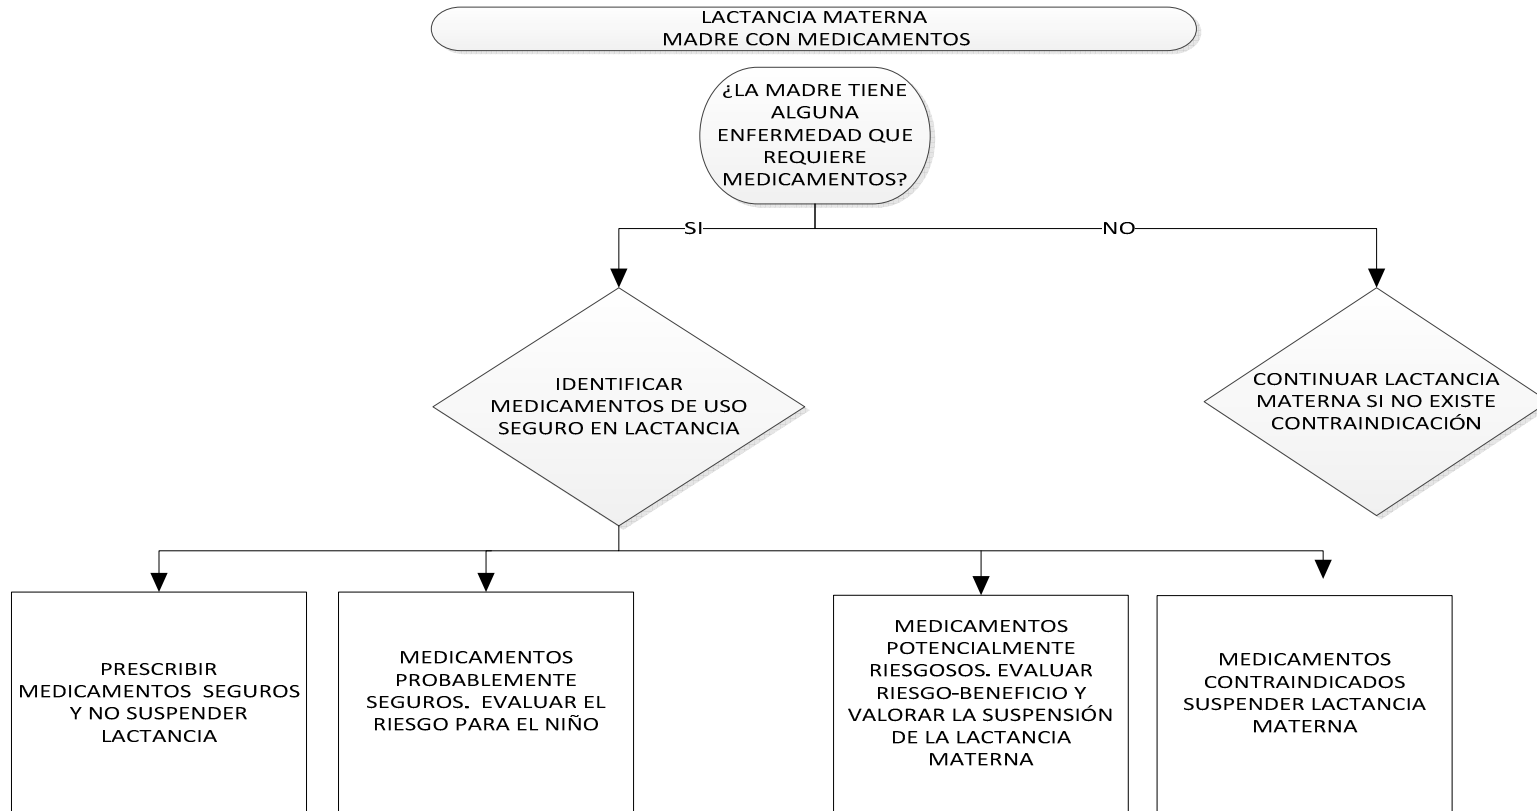 LACTANCIA MATERNA
MADRE CON MEDICAMENTOS
¿LA MADRE TIENE
ALGUNA
ENFERMEDAD QUE
REQUIERE
MEDICAMENTOS?
SI
NO
IDENTIFICAR
MEDICAMENTOS DE USO
SEGURO EN LACTANCIA
CONTINUAR LACTANCIA
MATERNA SI NO EXISTE
CONTRAINDICACIÓN
PRESCRIBIR
MEDICAMENTOS SEGUROS
Y NO SUSPENDER
LACTANCIA
MEDICAMENTOS
PROBABLEMENTE
SEGUROS. EVALUAR EL
RIESGO PARA EL NIÑO
MEDICAMENTOS
POTENCIALMENTE
RIESGOSOS. EVALUAR
RIESGO-BENEFICIO Y
VALORAR LA SUSPENSIÓN
DE LA LACTANCIA
MATERNA
MEDICAMENTOS
CONTRAINDICADOS
SUSPENDER LACTANCIA
MATERNA